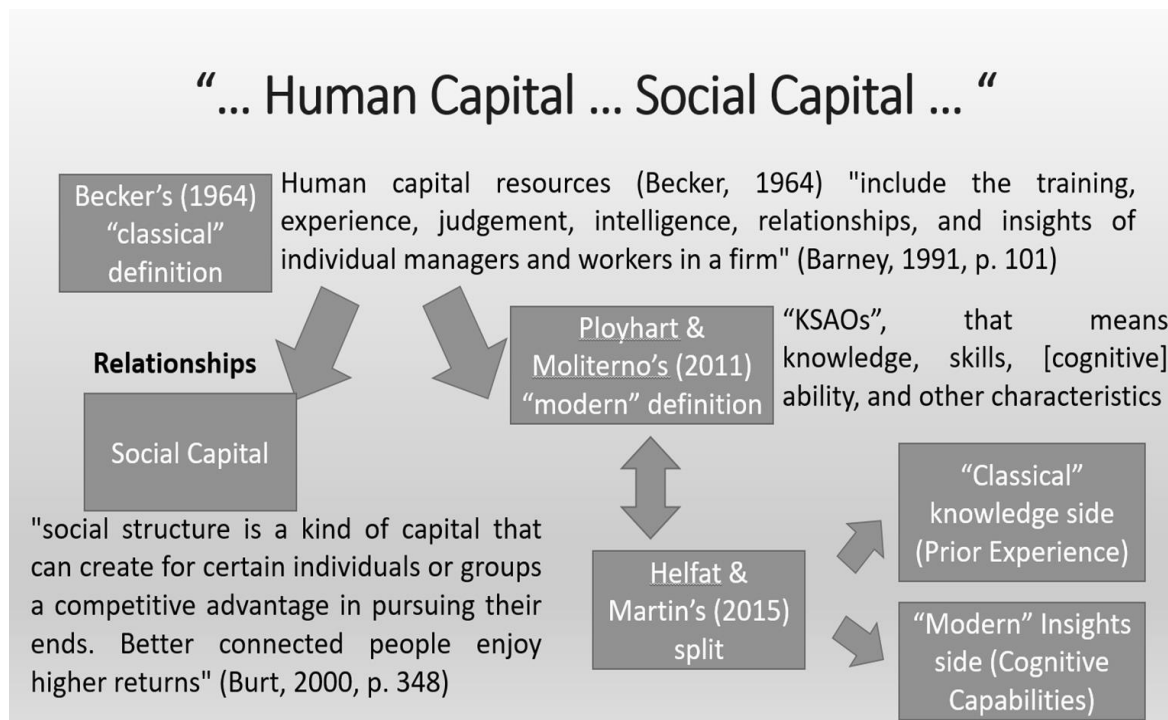 “... Human Capital ... Social Capital ... “
Becker’s (1964)
“classical”
definition
Human capital resources (Becker, 1964) "include the training,
experience, judgement, intelligence, relationships, and insights of
individual managers and workers in a firm" (Barney, 1991, p. 101)
Relationships
Social Capital
Ployhart &
Moliterno’s (2011)
“modern” definition
“KSAOs”, that means
knowledge, skills, [cognitive]
ability, and other characteristics
"social structure is a kind of capital that
can create for certain individuals or groups
a competitive advantage in pursuing their
ends. Better connected people enjoy
higher returns" (Burt, 2000, p. 348)
Helfat &
Martin’s (2015)
split
“Classical”
knowledge side
(Prior Experience)
“Modern” Insights
side (Cognitive
Capabilities)